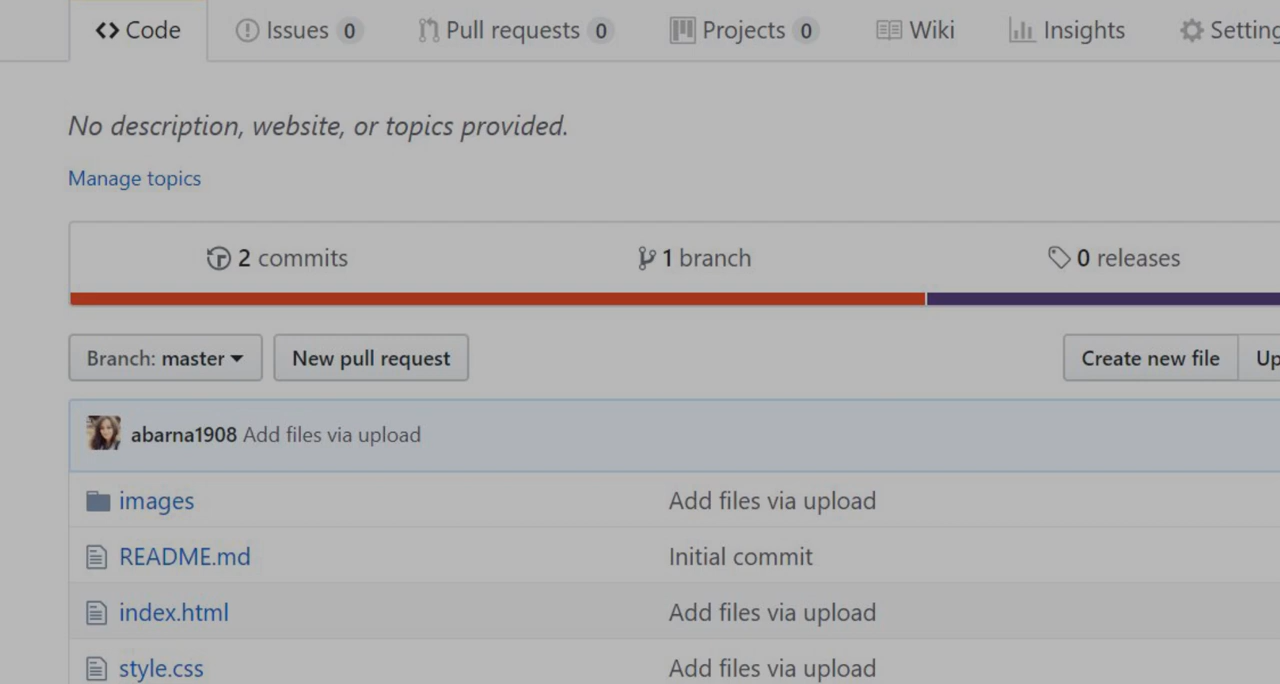 Code Issues 0 Pull requests 0 Projects 0 Wiki Insights Setting
No description, website, or topics provided.
Manage topics
2 commits 1 branch 0 releases
Branch: master New pull request Create new file Up
abarna1908 Add files via upload
images Add files via upload
README.md Initial commit
index.html Add files via upload
style.css Add files via upload